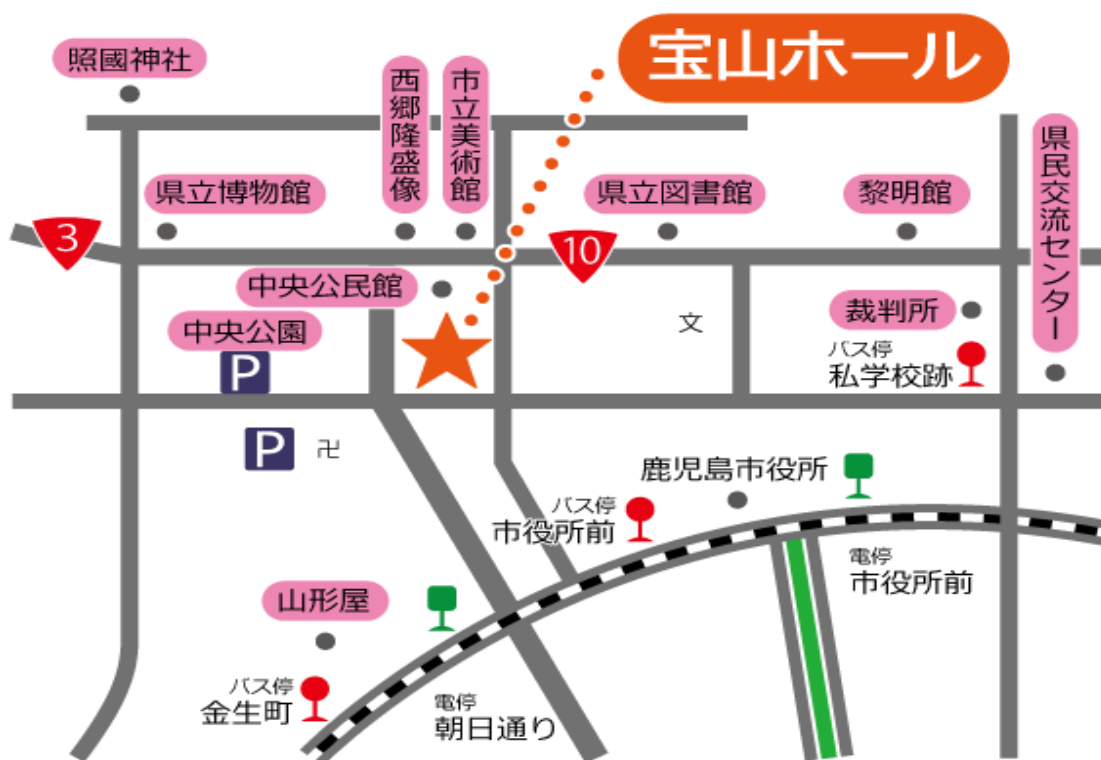 宝山ホール
照國神社
西郷隆盛像
市立美術館
県民交流センター
県立博物館
県立図書館
黎明館
3
10
中央公民館
中央公園
P
文
裁判所
バス停
私学校跡
P
卍
鹿児島市役所
バス停
市役所前
電停
市役所前
山形屋
バス停
金生町
電停
朝日通り